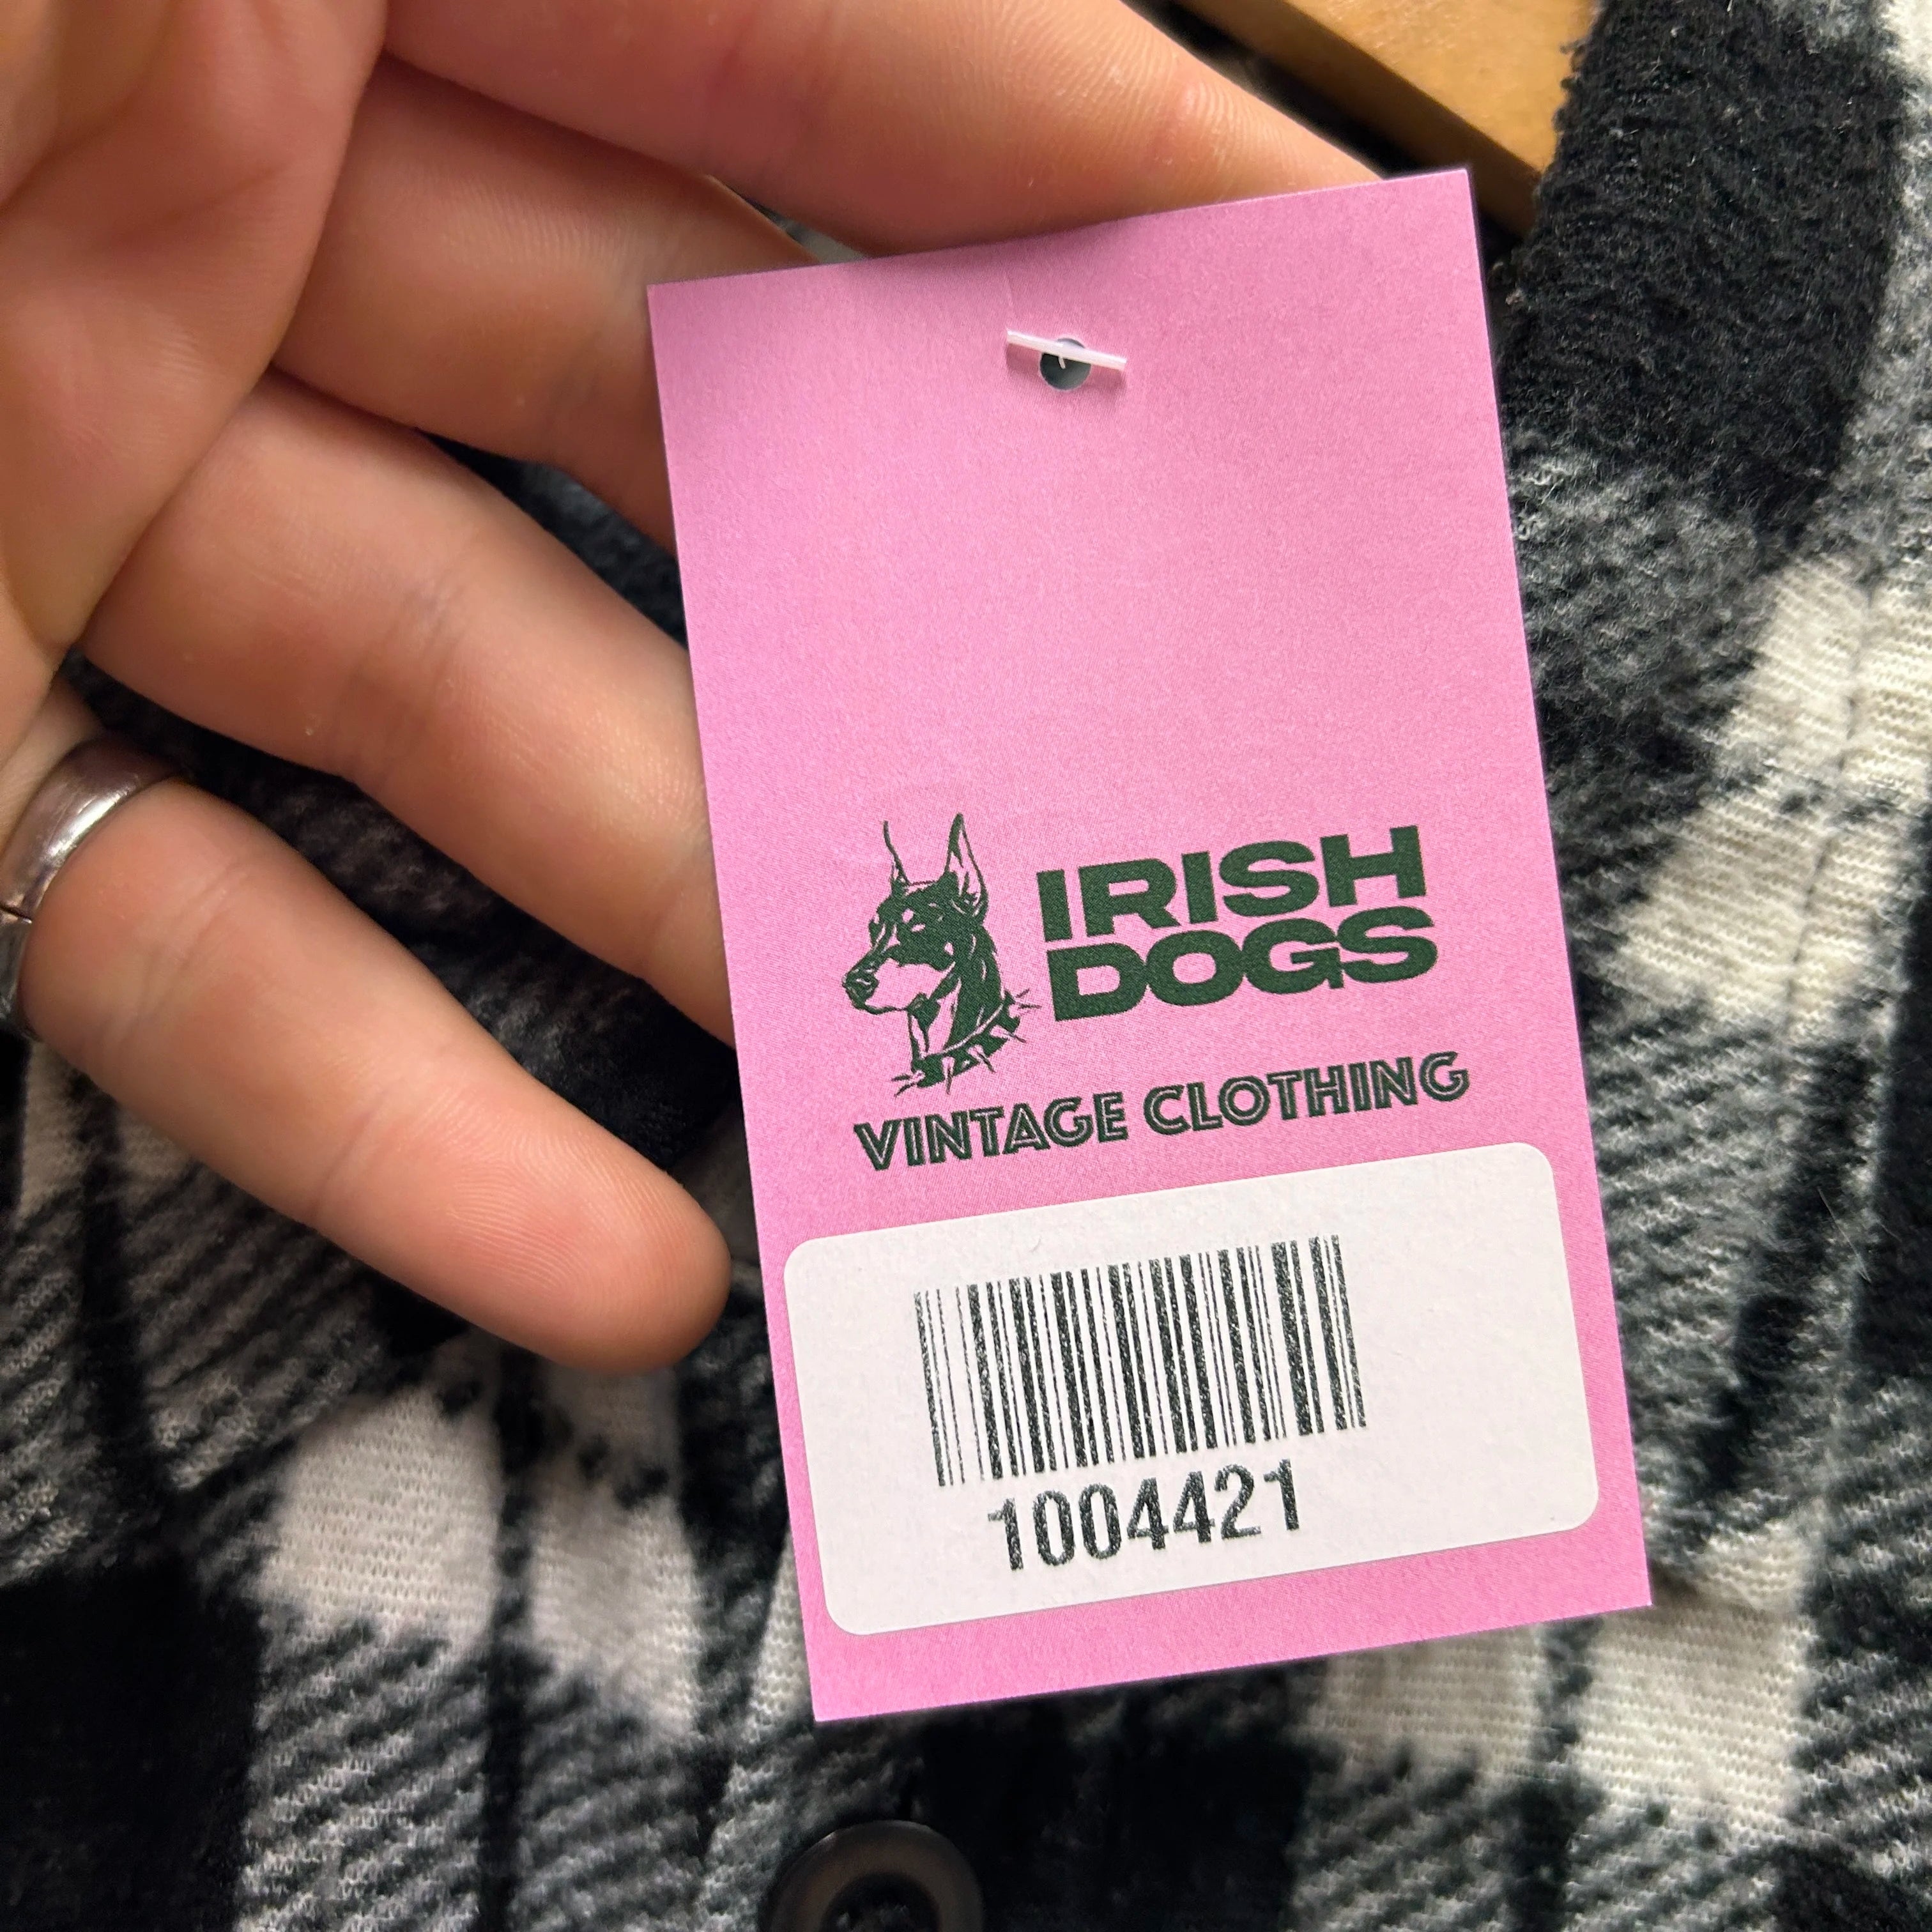 IRISH
DOGS
VINTAGE CLOTHING
1004421